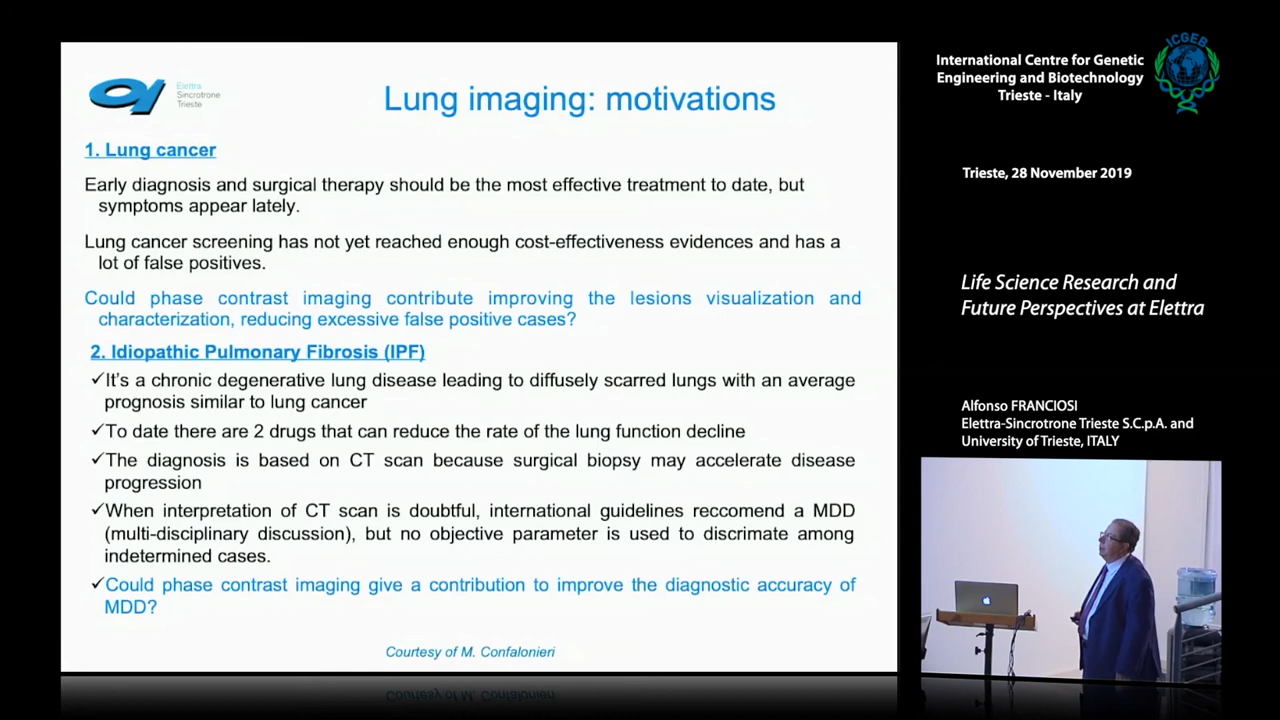 Elettra
Sincrotrone
Trieste
Lung imaging: motivations
1. Lung cancer
Early diagnosis and surgical therapy should be the most effective treatment to date, but
symptoms appear lately.
Lung cancer screening has not yet reached enough cost-effectiveness evidences and has a
lot of false positives.
Could phase contrast imaging contribute improving the lesions visualization and
characterization, reducing excessive false positive cases?
2. Idiopathic Pulmonary Fibrosis (IPF)
✓It's a chronic degenerative lung disease leading to diffusely scarred lungs with an average
prognosis similar to lung cancer
✓To date there are 2 drugs that can reduce the rate of the lung function decline
✓The diagnosis is based on CT scan because surgical biopsy may accelerate disease
progression
✓When interpretation of CT scan is doubtful, international guidelines reccomend a MDD
(multi-disciplinary discussion), but no objective parameter is used to discrimate among
indetermined cases.
✓Could phase contrast imaging give a contribution to improve the diagnostic accuracy of
MDD?
Courtesy of M. Confalonieri
International Centre for Genetic
Engineering and Biotechnology
Trieste - Italy
ICGEB
Trieste, 28 November 2019
Life Science Research and
Future Perspectives at Elettra
Alfonso FRANCIOSI
Elettra-Sincrotrone Trieste S.C.p.A. and
University of Trieste, ITALY